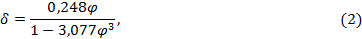 δ = 0,248φ / (1 − 3,077φ³), (2)